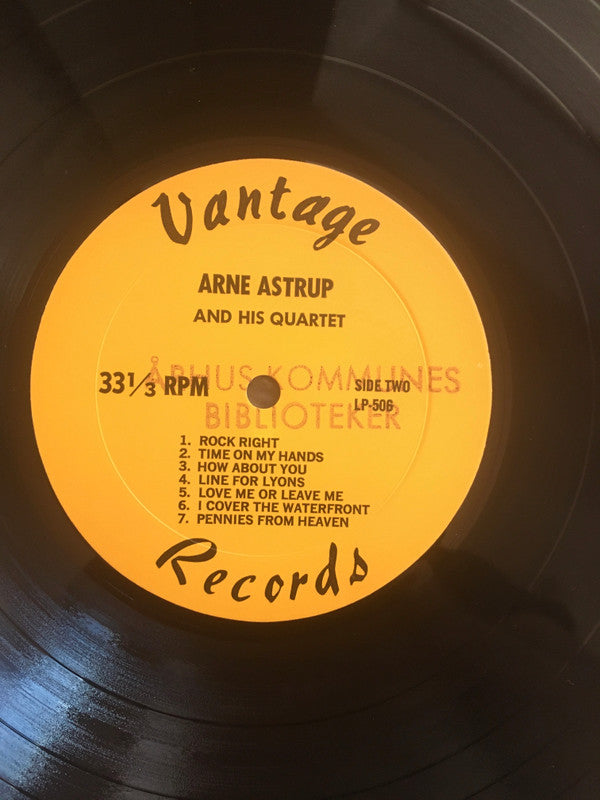 Vantage
ARNE ASTRUP
AND HIS QUARTET
33 1/3 RPM
ÅRHUS KOMMUNES
BIBLIOTEKER
SIDE TWO
LP-506
1. ROCK RIGHT
2. TIME ON MY HANDS
3. HOW ABOUT YOU
4. LINE FOR LYONS
5. LOVE ME OR LEAVE ME
6. I COVER THE WATERFRONT
7. PENNIES FROM HEAVEN
Records